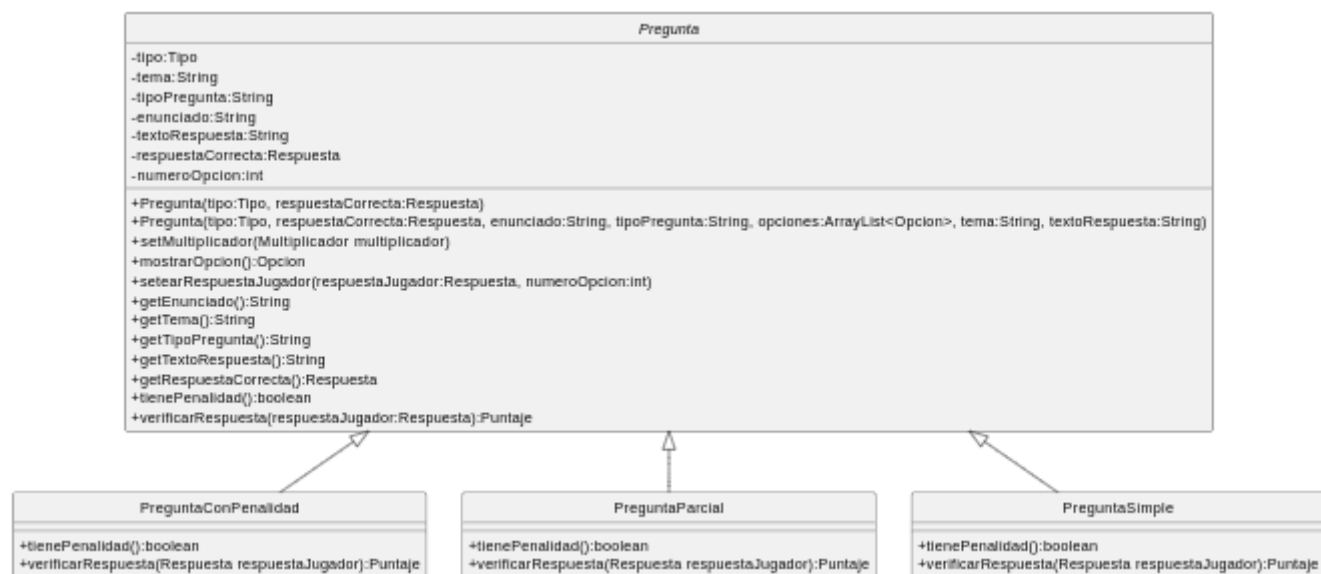 Pregunta
-tipo:Tipo
-tema:String
-tipoPregunta:String
-enunciado:String
-textoRespuesta:String
-respuestaCorrecta:Respuesta
-numeroOpcion:int
+Pregunta(tipo:Tipo, respuestaCorrecta:Respuesta)
+Pregunta(tipo:Tipo, respuestaCorrecta:Respuesta, enunciado:String, tipoPregunta:String, opciones:ArrayList<Opcion>, tema:String, textoRespuesta:String)
+setMultiplicador(Multiplicador multiplicador)
+mostrarOpcion():Opcion
+setearRespuestaJugador(respuestaJugador:Respuesta, numeroOpcion:int)
+getEnunciado():String
+getTema():String
+getTipoPregunta():String
+getTextoRespuesta():String
+getRespuestaCorrecta():Respuesta
+tienePenalidad():boolean
+verificarRespuesta(respuestaJugador:Respuesta):Puntaje
PreguntaConPenalidad
+tienePenalidad():boolean
+verificarRespuesta(Respuesta respuestaJugador):Puntaje
PreguntaParcial
+tienePenalidad():boolean
+verificarRespuesta(Respuesta respuestaJugador):Puntaje
PreguntaSimple
+tienePenalidad():boolean
+verificarRespuesta(Respuesta respuestaJugador):Puntaje